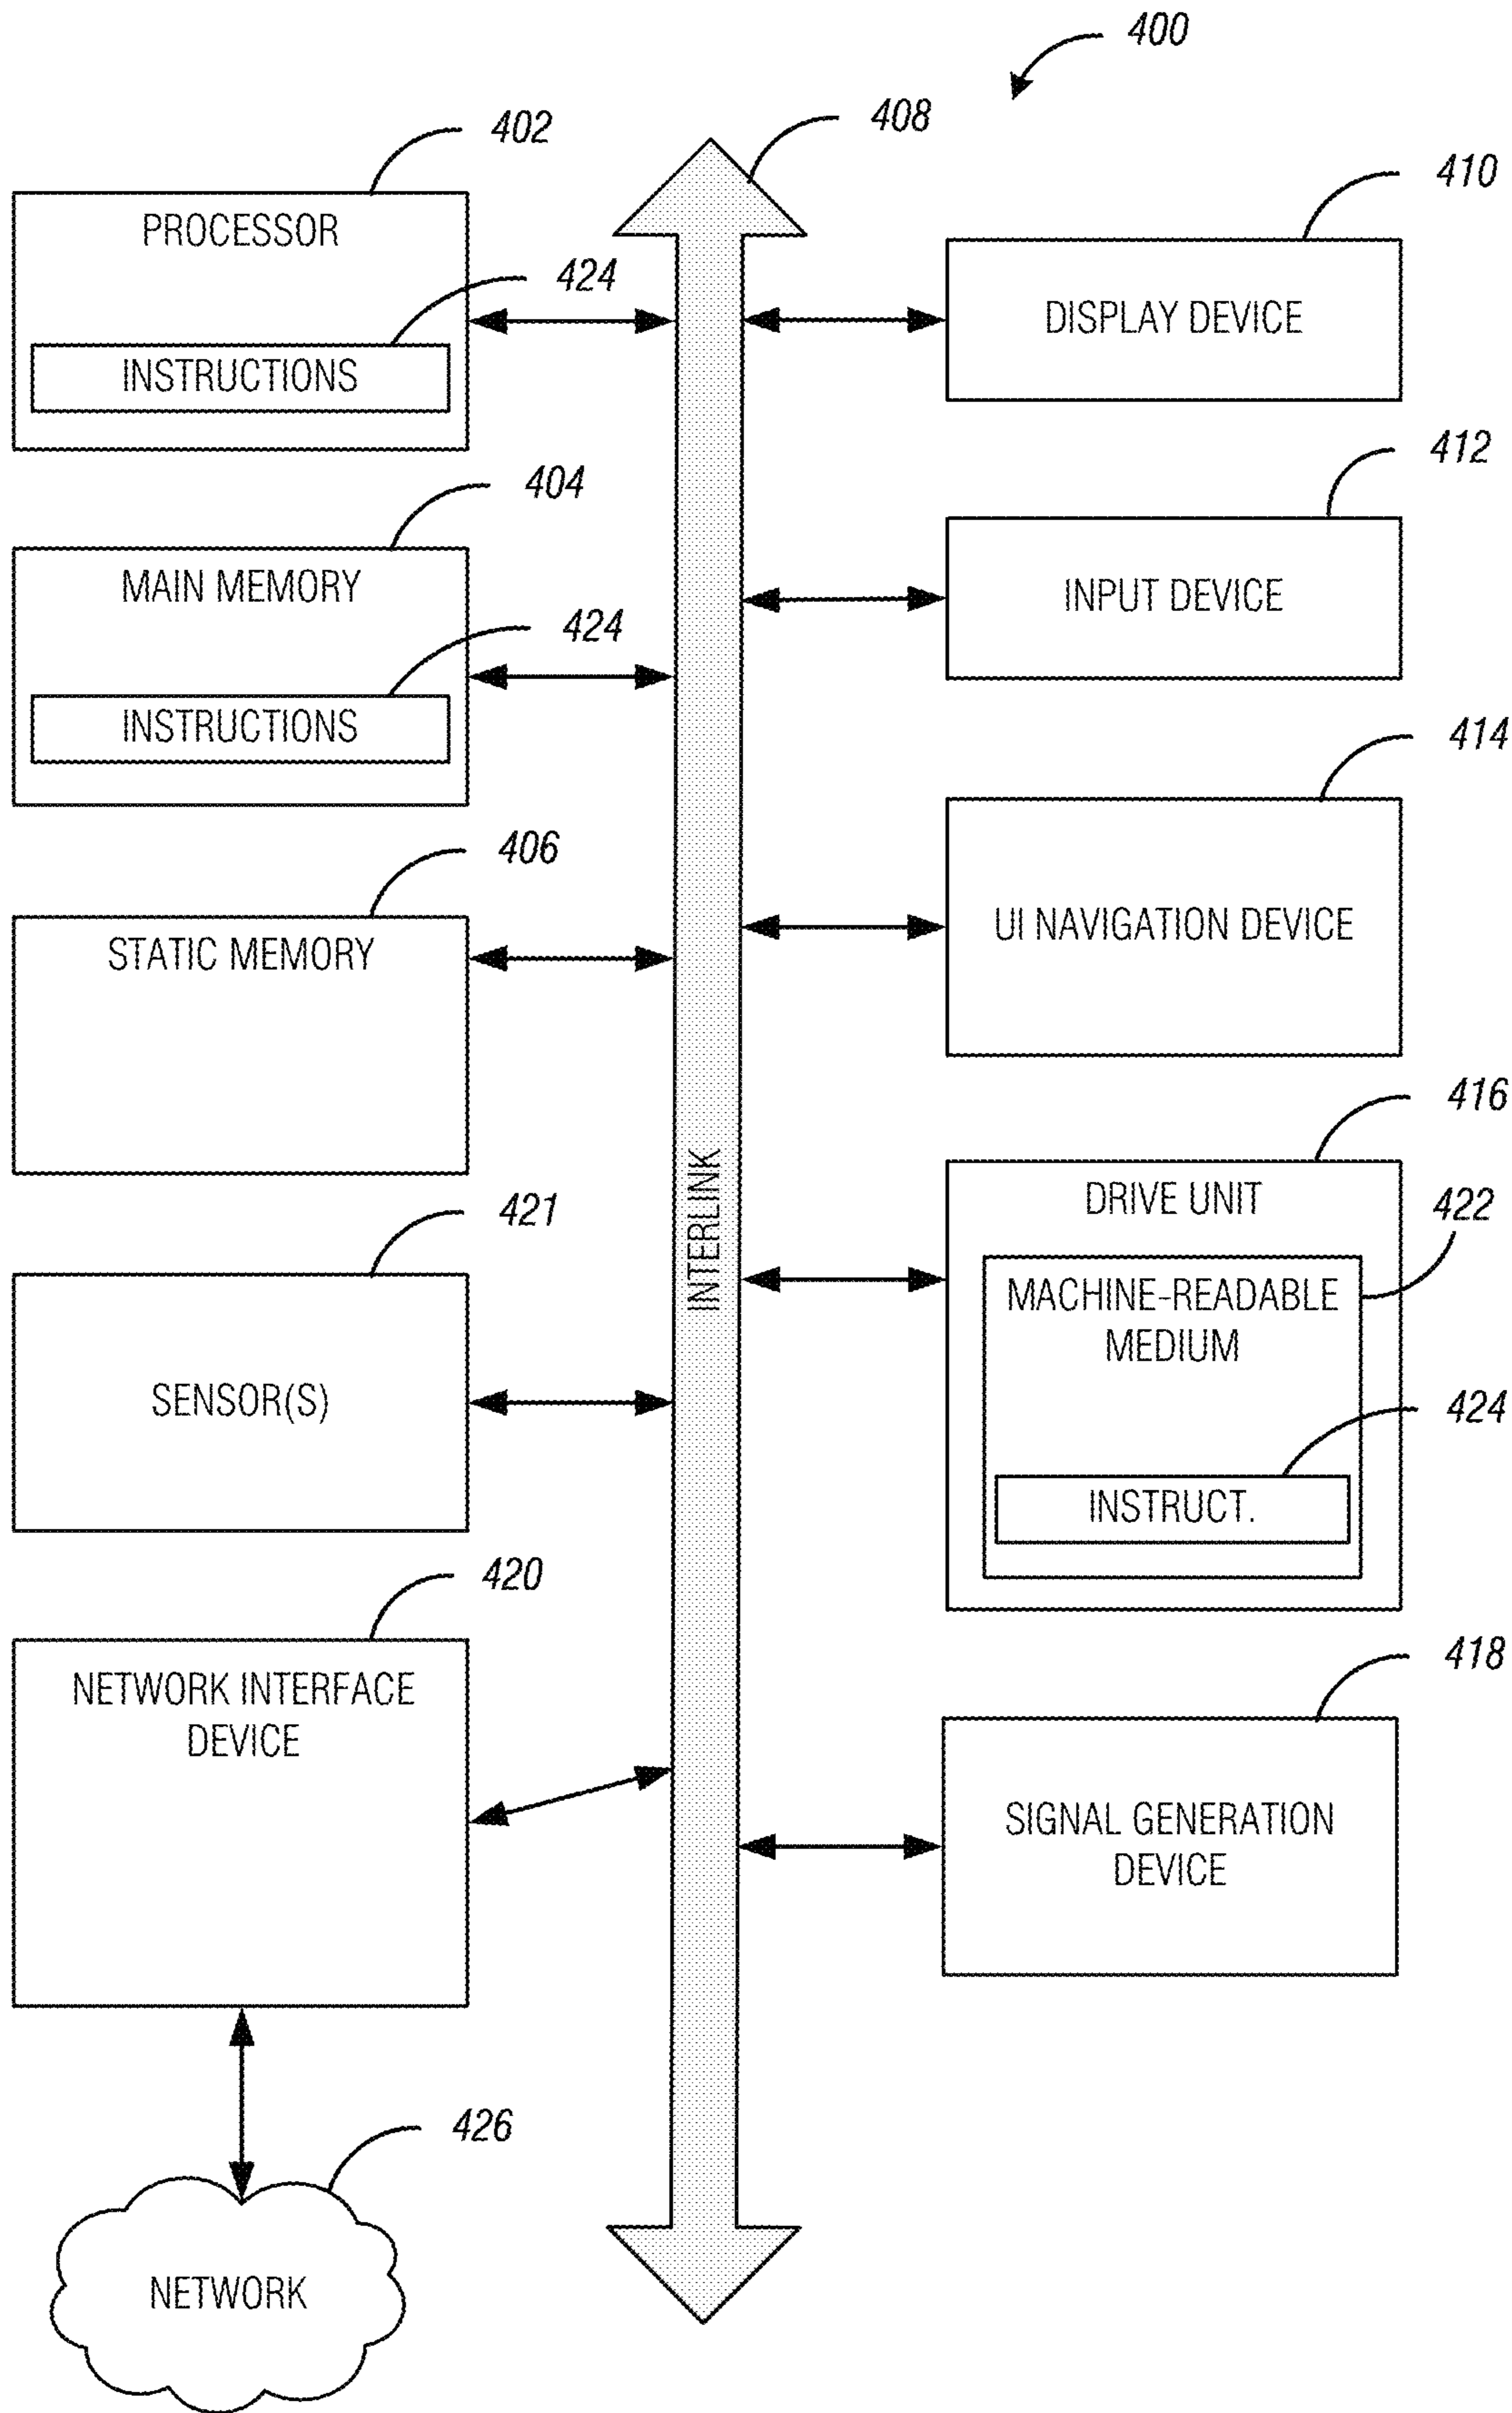 400
408
402
PROCESSOR
424
INSTRUCTIONS
404
MAIN MEMORY
424
INSTRUCTIONS
406
STATIC MEMORY
421
SENSOR(S)
420
NETWORK INTERFACE
DEVICE
426
NETWORK
INTERLINK
410
DISPLAY DEVICE
412
INPUT DEVICE
414
UI NAVIGATION DEVICE
416
DRIVE UNIT
422
MACHINE-READABLE
MEDIUM
424
INSTRUCT.
418
SIGNAL GENERATION
DEVICE